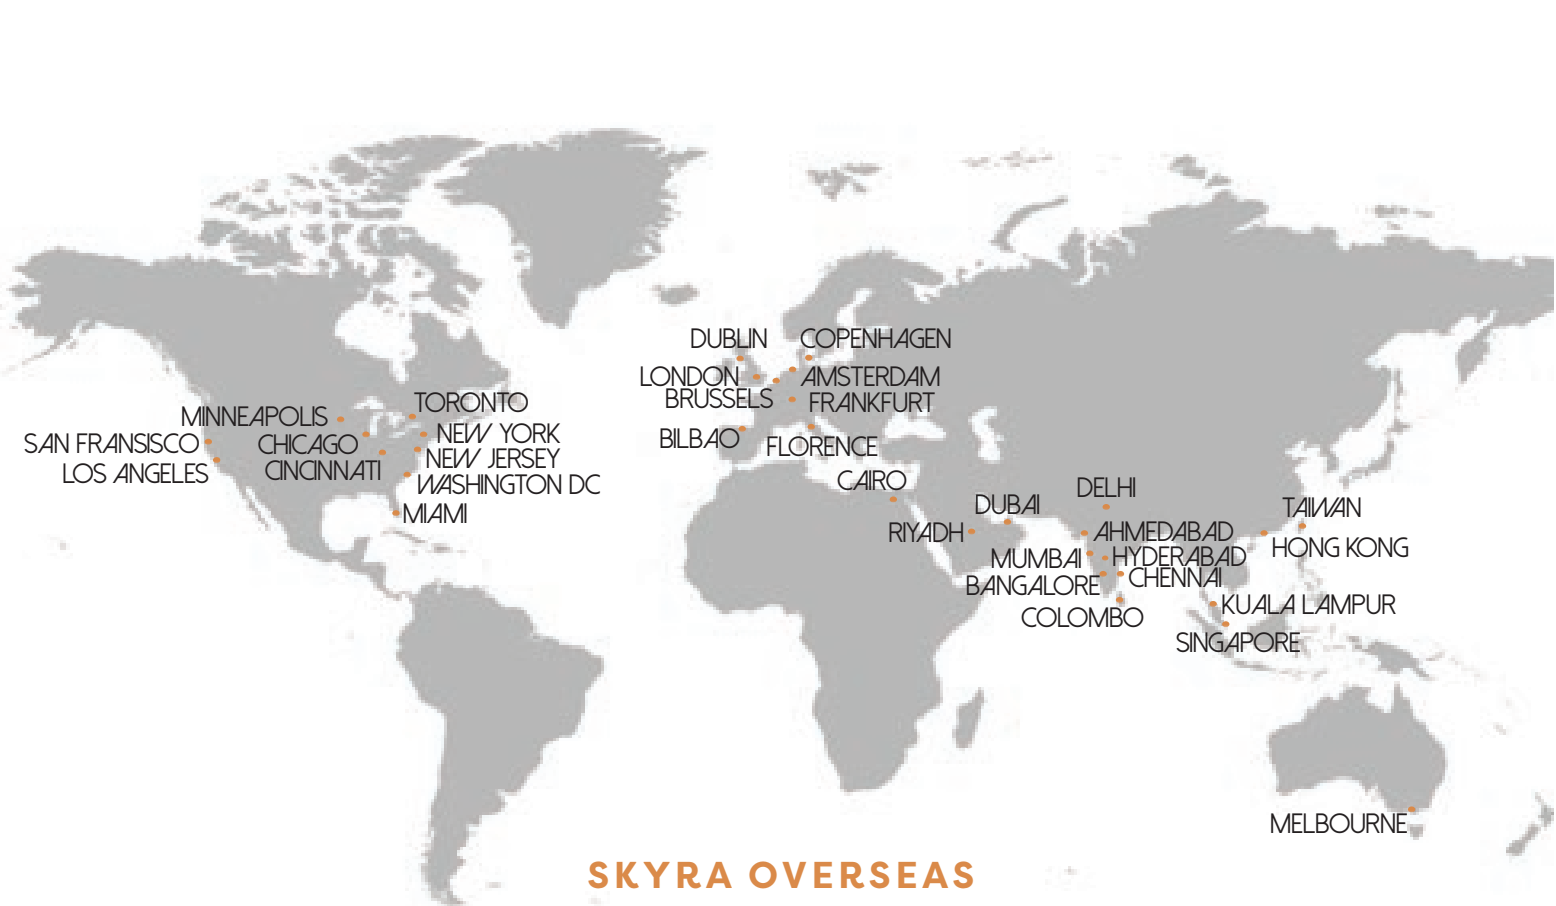 DUBLIN
COPENHAGEN
LONDON
AMSTERDAM
BRUSSELS
FRANKFURT
BILBAO
FLORENCE
TORONTO
MINNEAPOLIS
NEW YORK
SAN FRANSISCO
CHICAGO
NEW JERSEY
LOS ANGELES
CINCINNATI
WASHINGTON DC
MIAMI
CAIRO
DELHI
DUBAI
TAIWAN
RIYADH
AHMEDABAD
HONG KONG
MUMBAI
HYDERABAD
BANGALORE
CHENNAI
COLOMBO
KUALA LAMPUR
SINGAPORE
MELBOURNE
SKYRA OVERSEAS